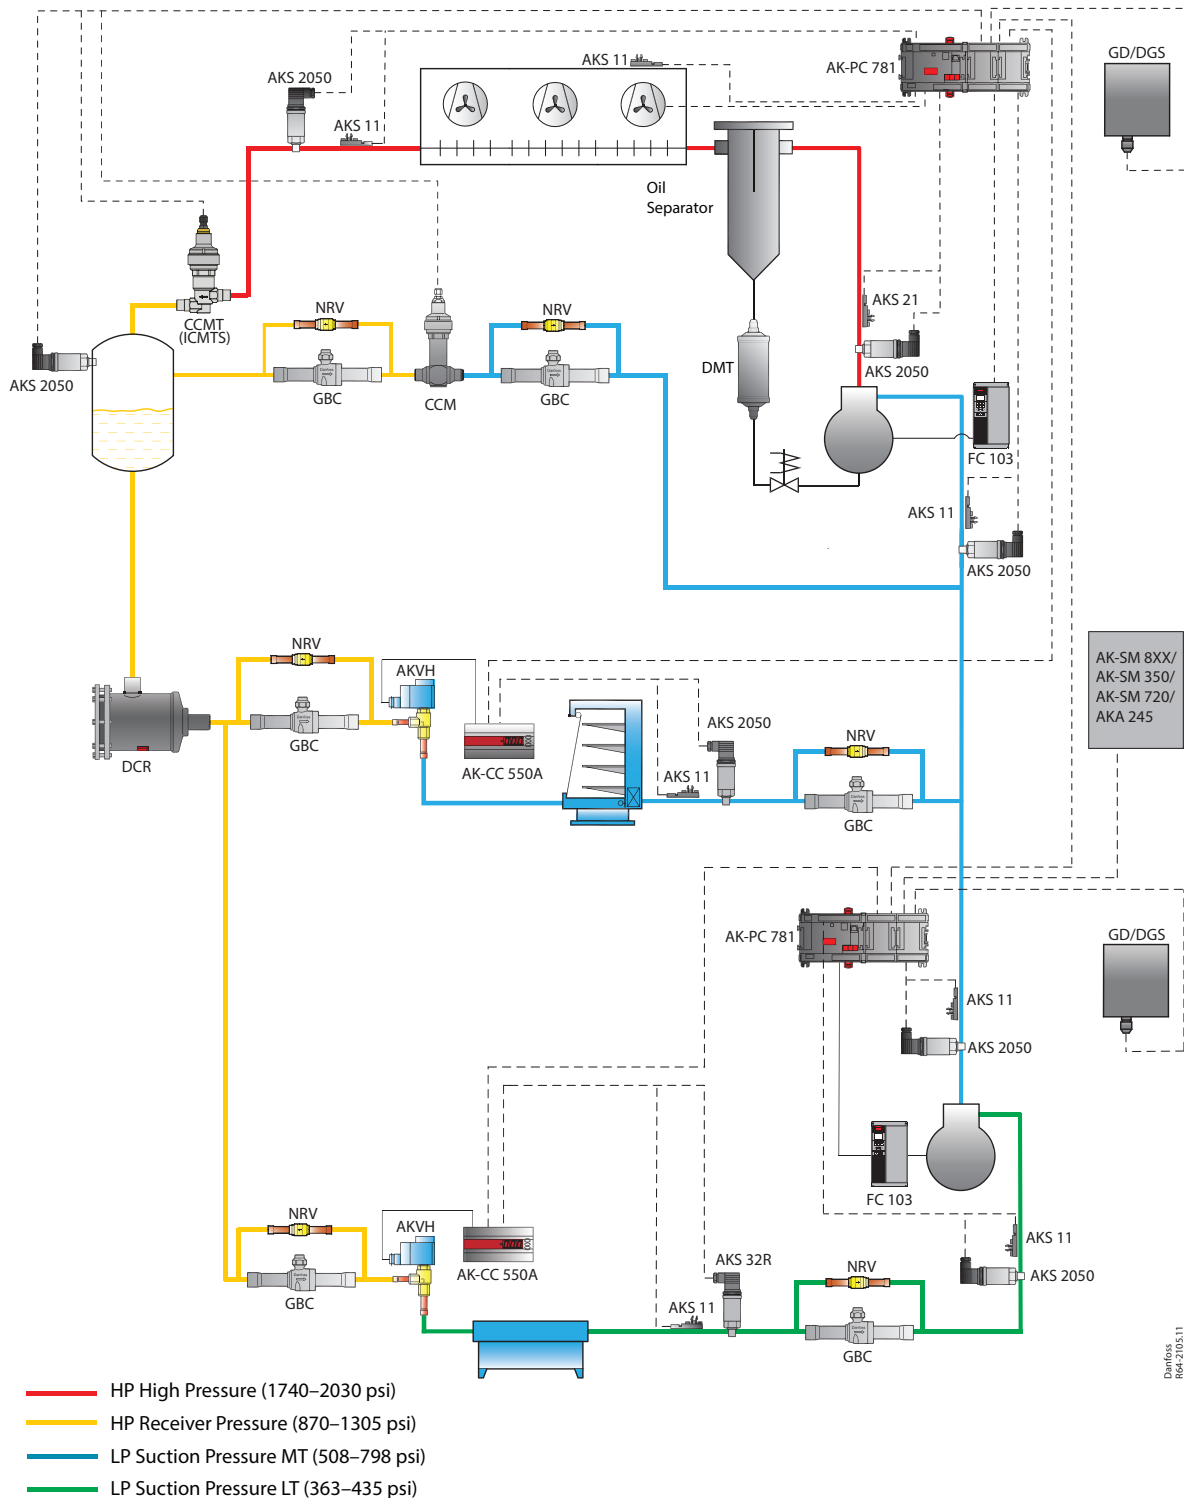 GD/DGS
AKS 11
AK-PC 781
AKS 2050
AKS 11
Oil
Separator
AKS 21
NRV
NRV
CCMT
(ICMTS)
AKS 2050
DMT
AKS 2050
GBC
CCM
GBC
FC 103
AKS 11
AKS 2050
NRV
AKVH
AK-SM 8XX/
AK-SM 350/
AK-SM 720/
AKA 245
AKS 2050
NRV
GBC
DCR
AK-CC 550A
AKS 11
GBC
AK-PC 781
GD/DGS
AKS 11
AKS 2050
FC 103
NRV
AKVH
AKS 11
AKS 32R
NRV
AKS 2050
AK-CC 550A
GBC
AKS 11
GBC
Danfoss
R64-2105.11
HP High Pressure (1740–2030 psi)
HP Receiver Pressure (870–1305 psi)
LP Suction Pressure MT (508–798 psi)
LP Suction Pressure LT (363–435 psi)